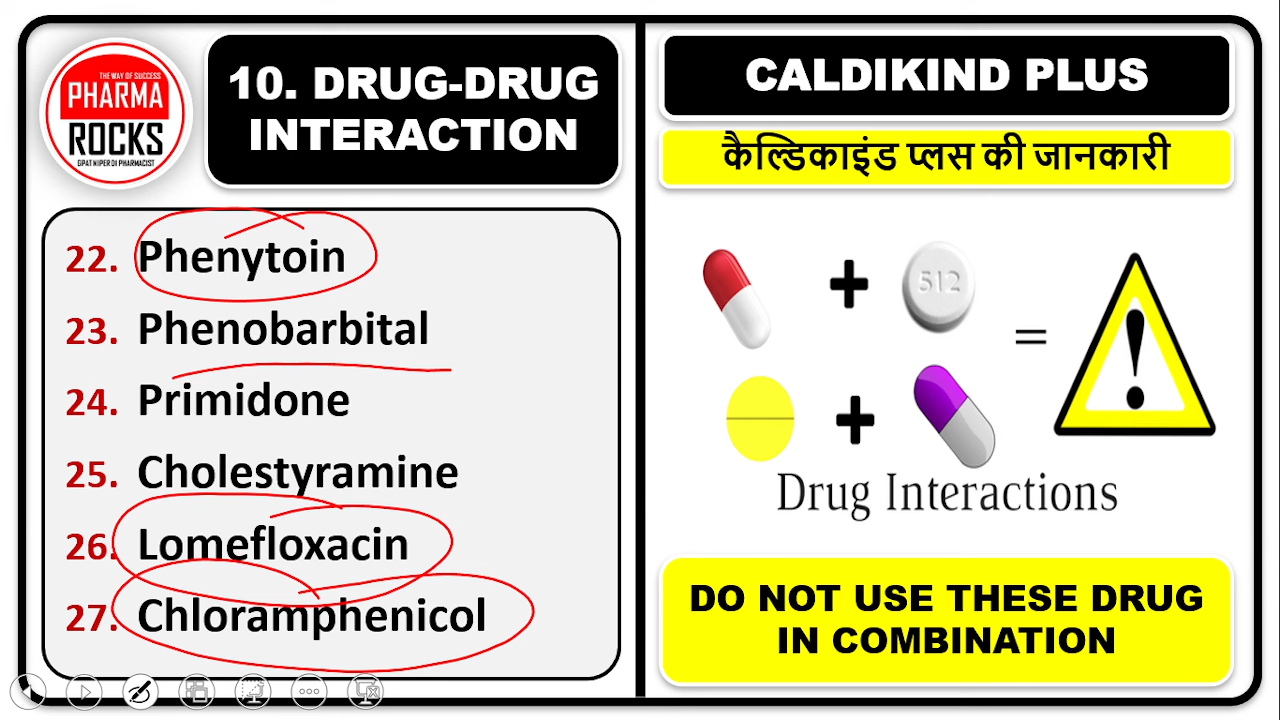 THE WAY OF SUCCESS
PHARMA
ROCKS
GPAT NIPER DI PHARMACIST
10. DRUG-DRUG
INTERACTION
22. Phenytoin
23. Phenobarbital
24. Primidone
25. Cholestyramine
26. Lomefloxacin
27. Chloramphenicol
CALDIKIND PLUS
कैल्डिकाइंड प्लस की जानकारी
512
Drug Interactions
DO NOT USE THESE DRUG
IN COMBINATION